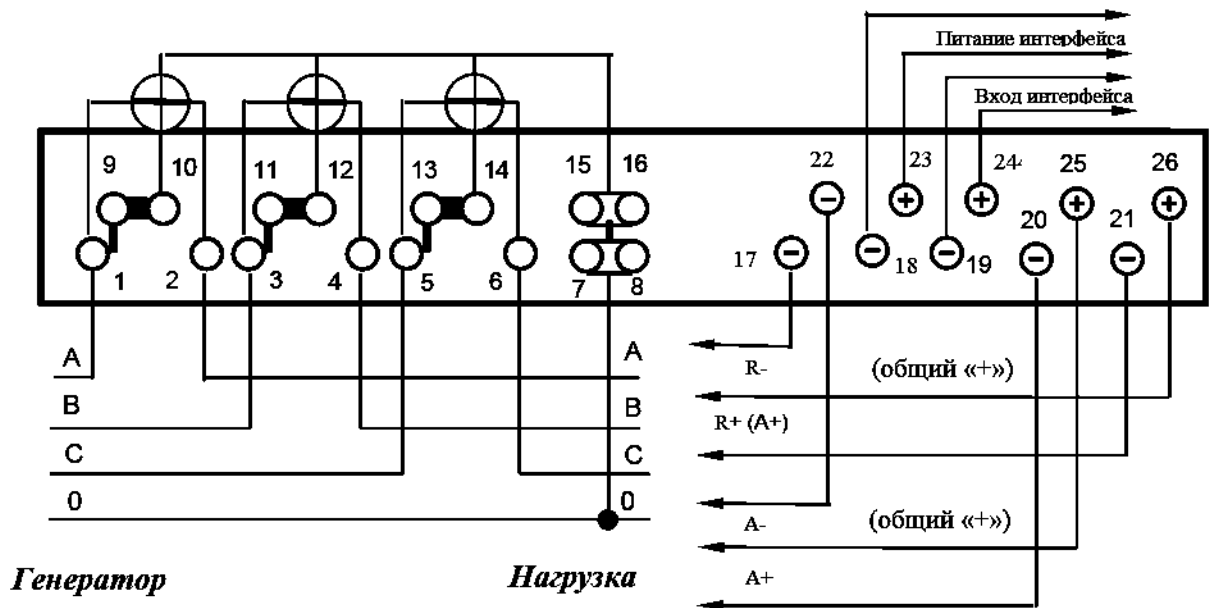 Питание интерфейса
Вход интерфейса
9 10 11 12 13 14 15 16 22 23 24 25 26
1 2 3 4 5 6 7 8 17 18 19 20 21
A A
B B
C C
0 0
R- (общий «+»)
R+ (A+)
A- (общий «+»)
A+
Генератор Нагрузка